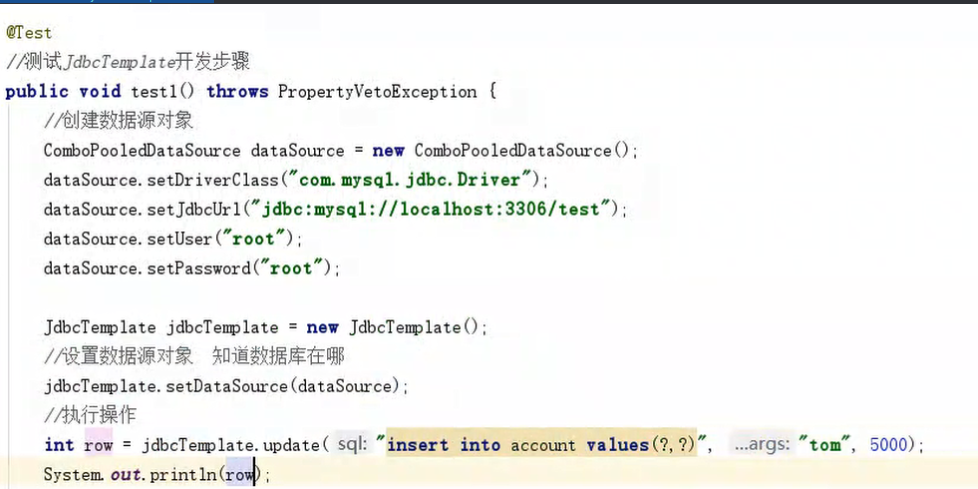 @Test
//测试JdbcTemplate开发步骤
public void test1() throws PropertyVetoException {
//创建数据源对象
ComboPooledDataSource dataSource = new ComboPooledDataSource();
dataSource.setDriverClass("com.mysql.jdbc.Driver");
dataSource.setJdbcUrl("jdbc:mysql://localhost:3306/test");
dataSource.setUser("root");
dataSource.setPassword("root");
JdbcTemplate jdbcTemplate = new JdbcTemplate();
//设置数据源对象 知道数据库在哪
jdbcTemplate.setDataSource(dataSource);
//执行操作
int row = jdbcTemplate.update( sql: "insert into account values(?,?)", ...args: "tom", 5000);
System.out.println(row);